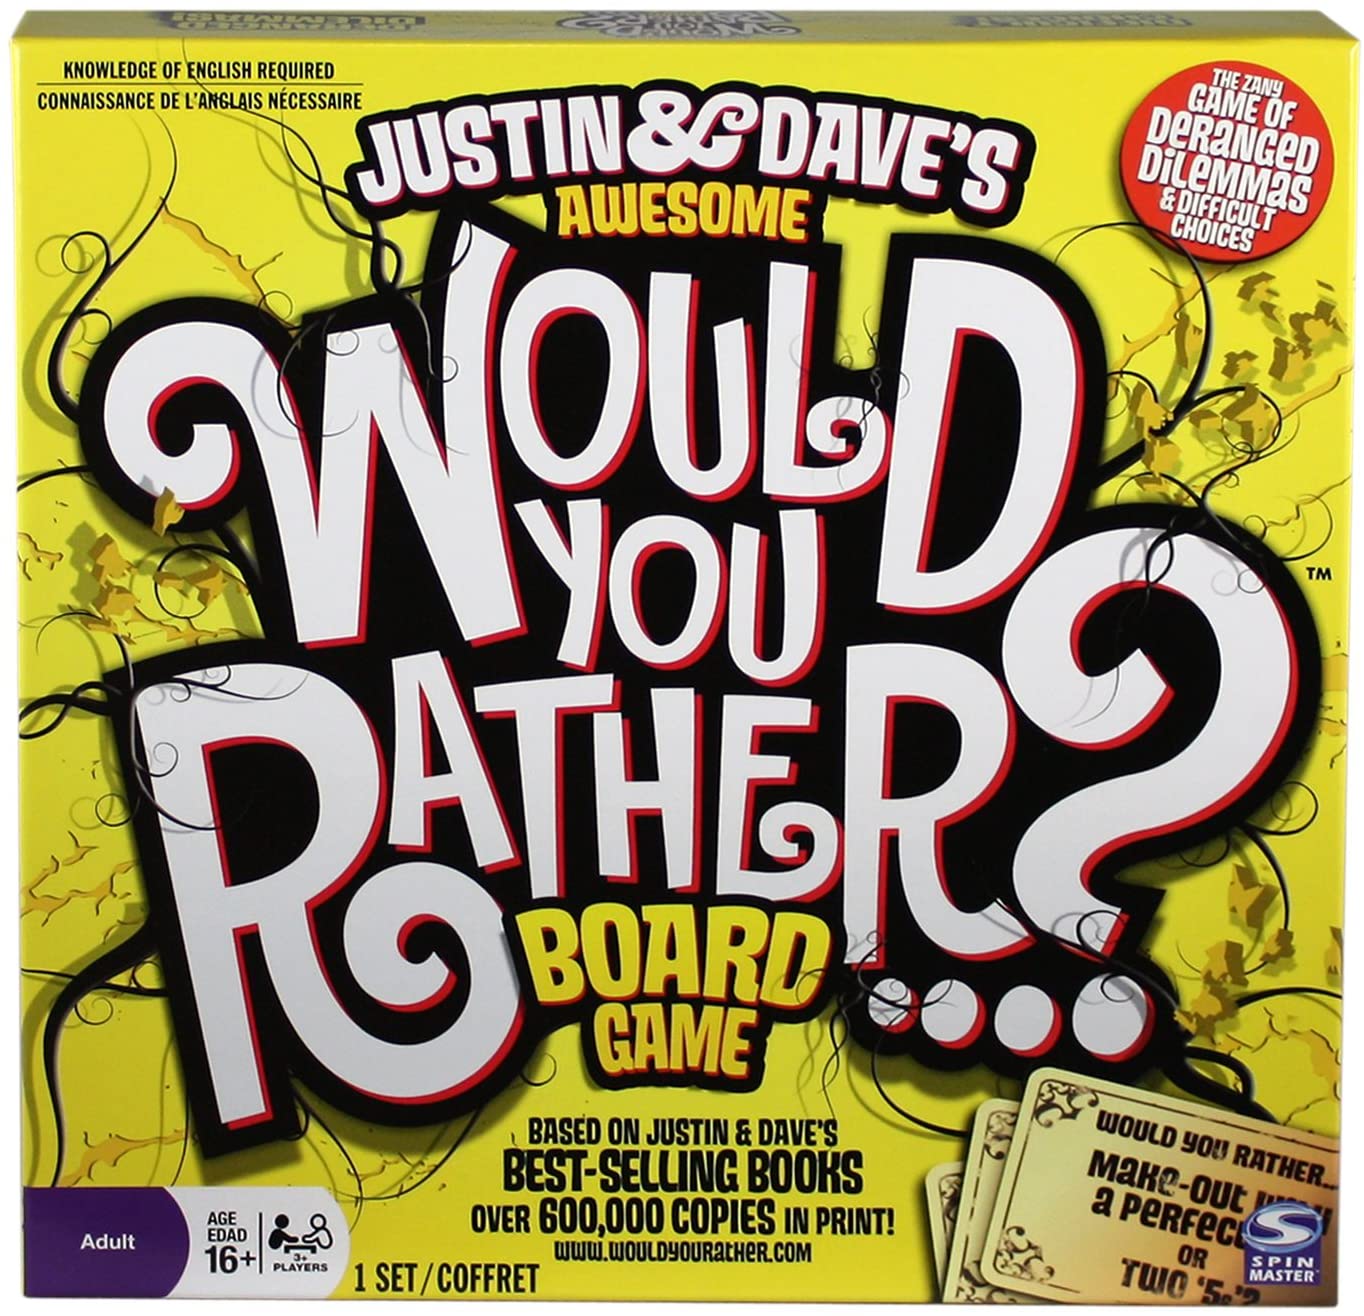 KNOWLEDGE OF ENGLISH REQUIRED
CONNAISSANCE DE L'ANGLAIS NÉCESSAIRE
JUSTIN & DAVE'S
AWESOME
THE ZANY
GAME OF
DERANGED
DILEMMAS
& DIFFICULT
CHOICES
WOULD
YOU
RATHER?...
™
BOARD
GAME
BASED ON JUSTIN & DAVE'S
BEST-SELLING BOOKS
OVER 600,000 COPIES IN PRINT!
WWW.WOULDYOURATHER.COM
Adult
AGE
EDAD
16+
3+
PLAYERS
1 SET/COFFRET
WOULD YOU RATHER...
MAKE-OUT
A PERFEC
OR
TWO '5s'?
S
SPIN
MASTER™